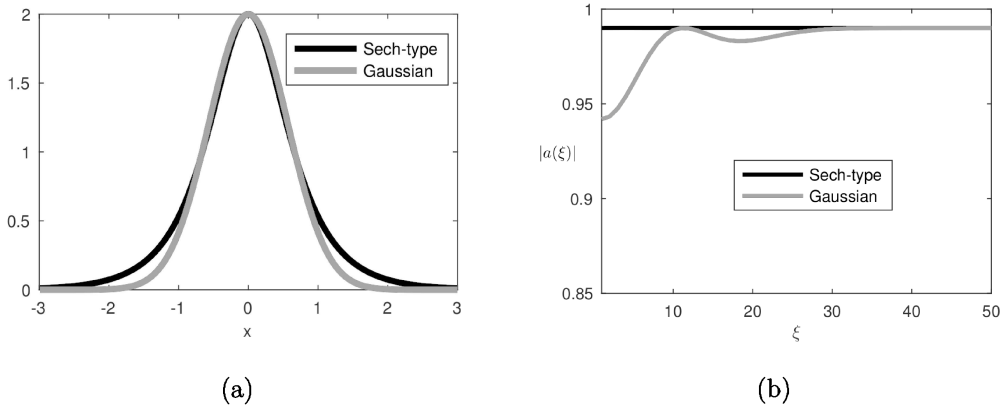 2
1.5
1
0.5
0
-3 -2 -1 0 1 2 3
x
Sech-type
Gaussian
(a)
1
0.95
0.9
0.85
|a(ξ)|
10 20 30 40 50
ξ
Sech-type
Gaussian
(b)